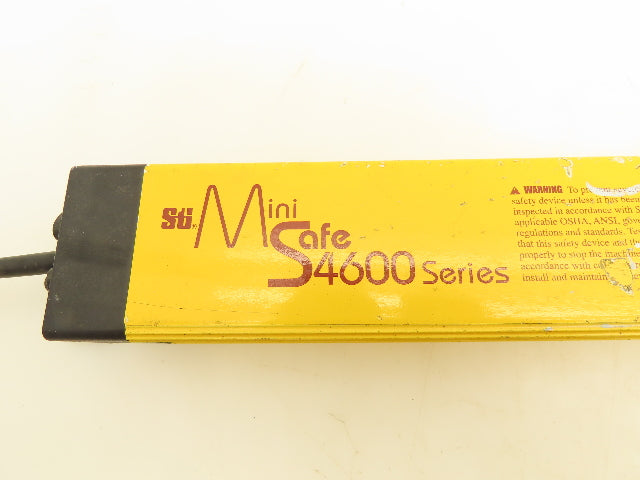 STi
Mini
Safe
S4600 Series
WARNING To prevent
safety device unless it has been
inspected in accordance with
applicable OSHA, ANSI,
regulations and standards.
that this safety device and
properly to stop the machine
accordance with
install and maintain